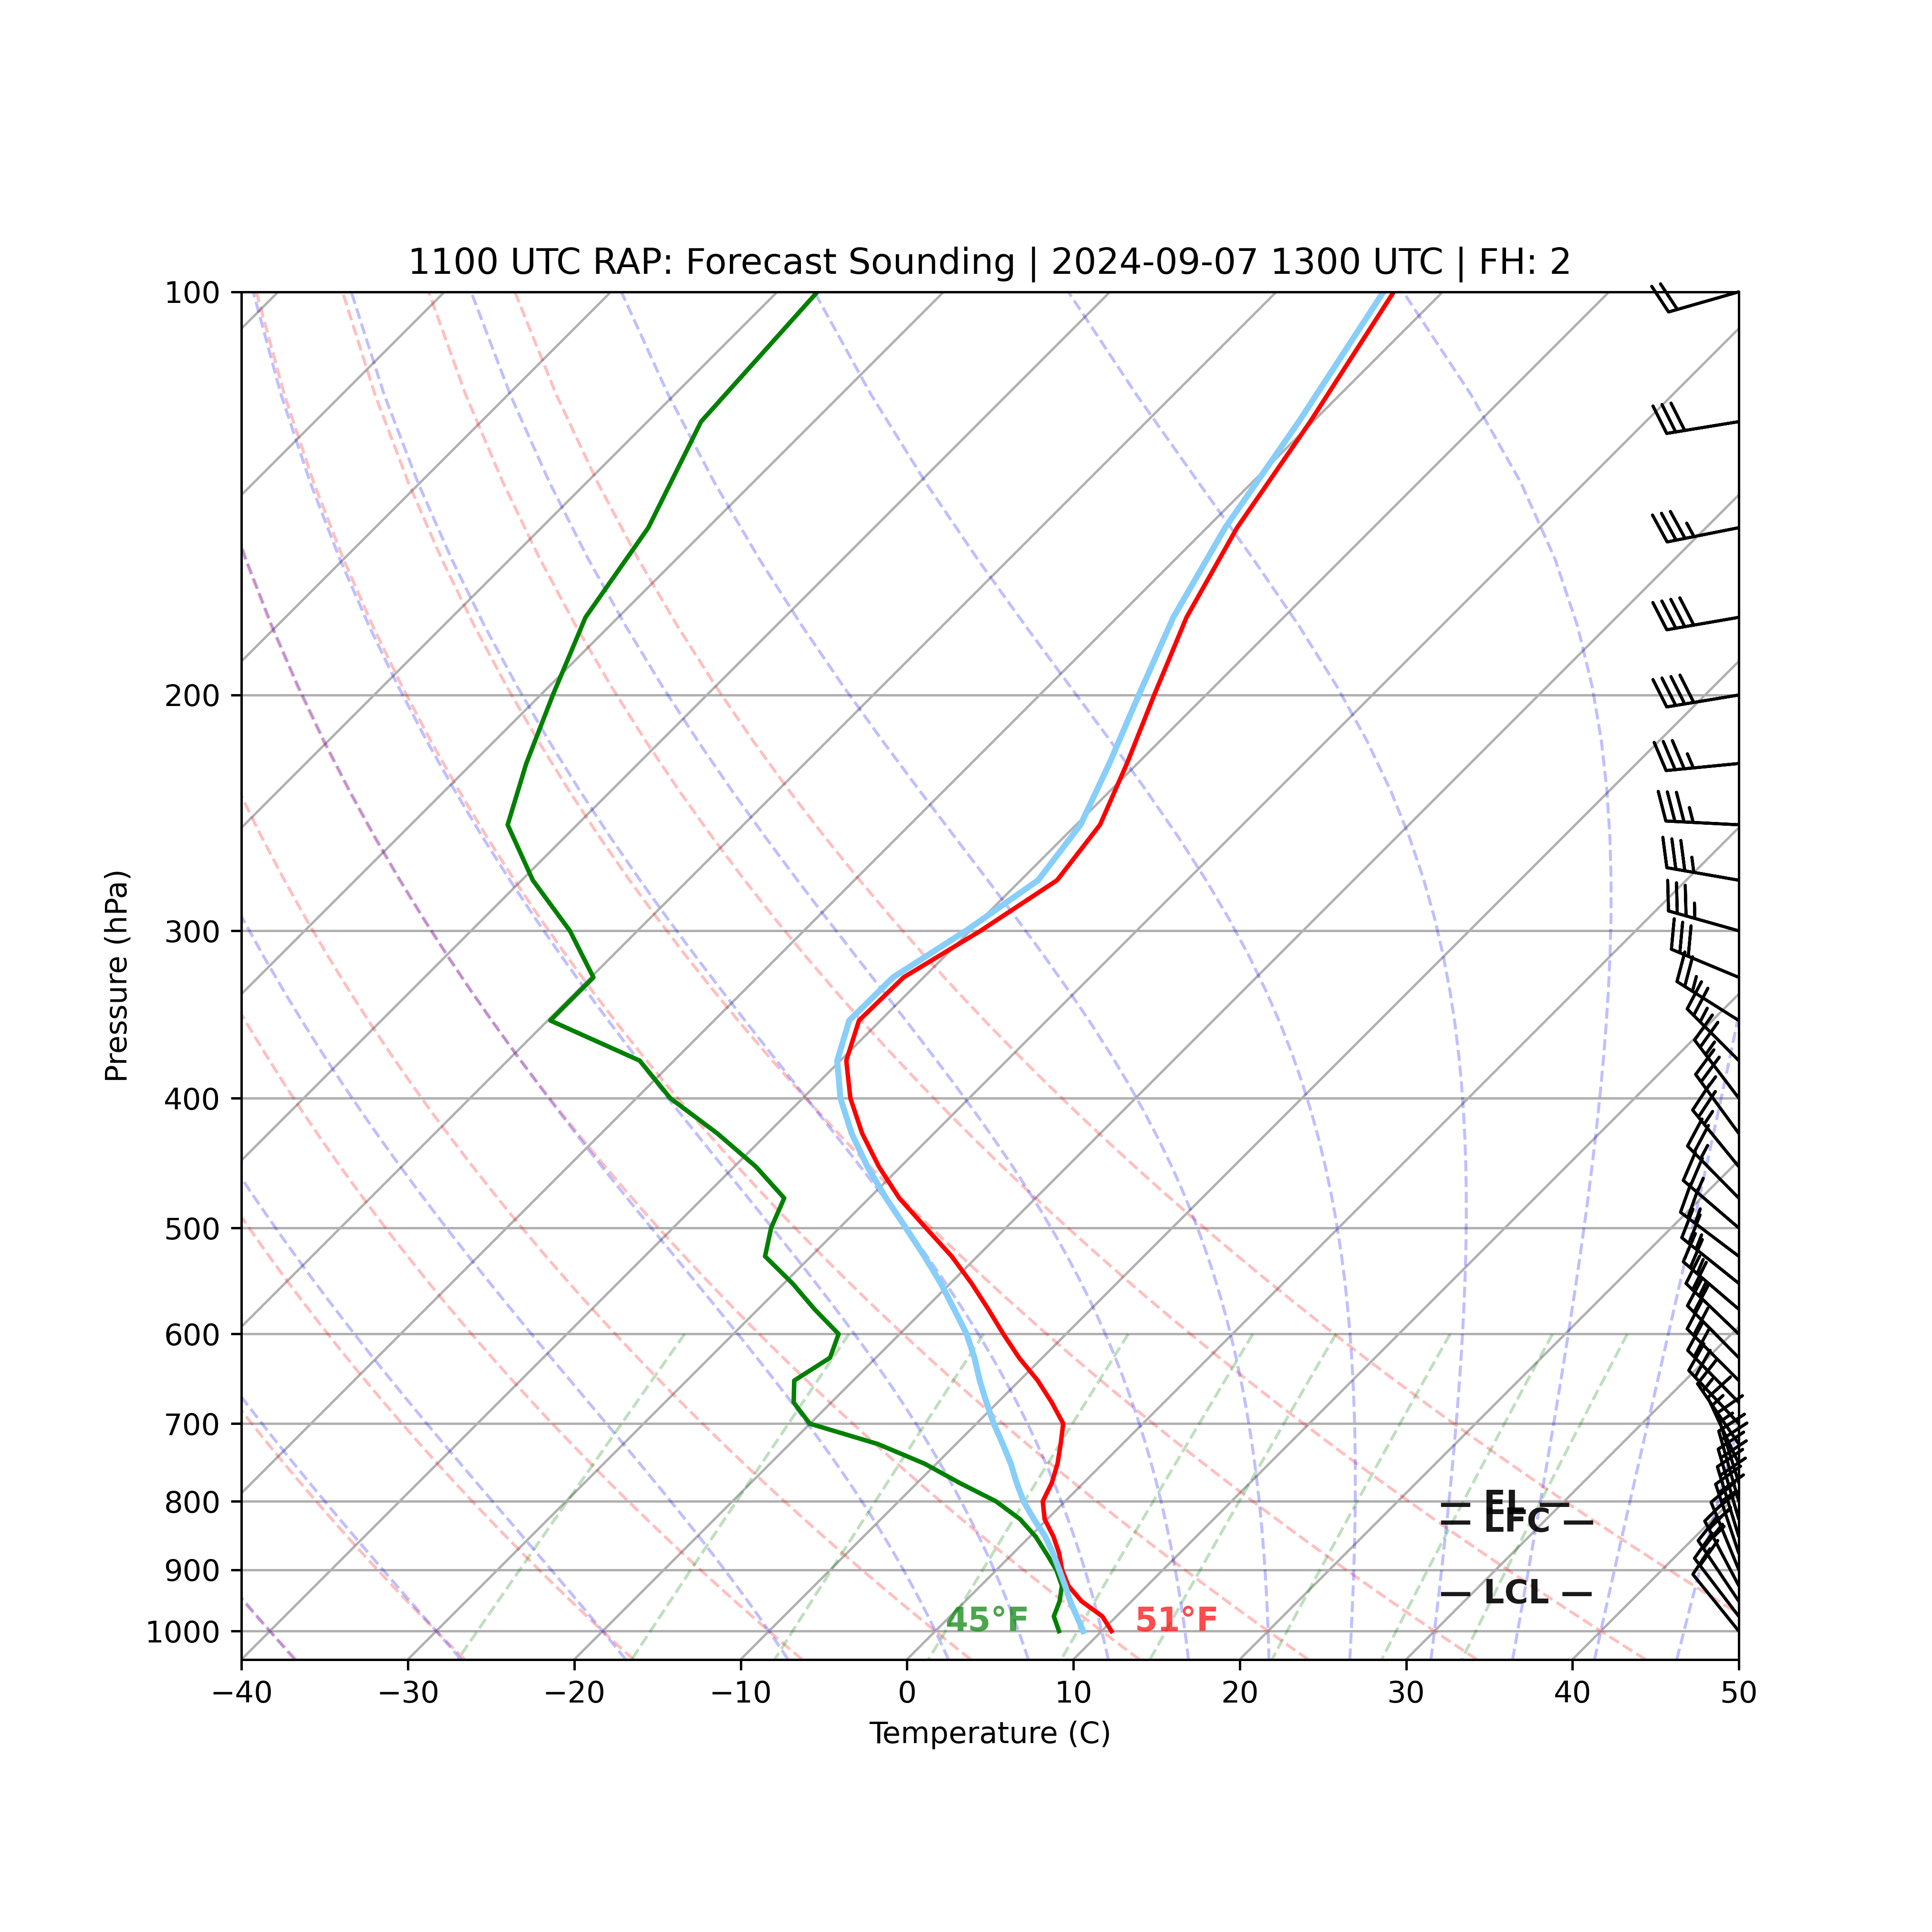 1100 UTC RAP: Forecast Sounding | 2024-09-07 1300 UTC | FH: 2
100
200
300
400
500
600
700
800
900
1000
Pressure (hPa)
— EL —
— LFC —
— LCL —
45°F
51°F
−40 −30 −20 −10 0 10 20 30 40 50
Temperature (C)